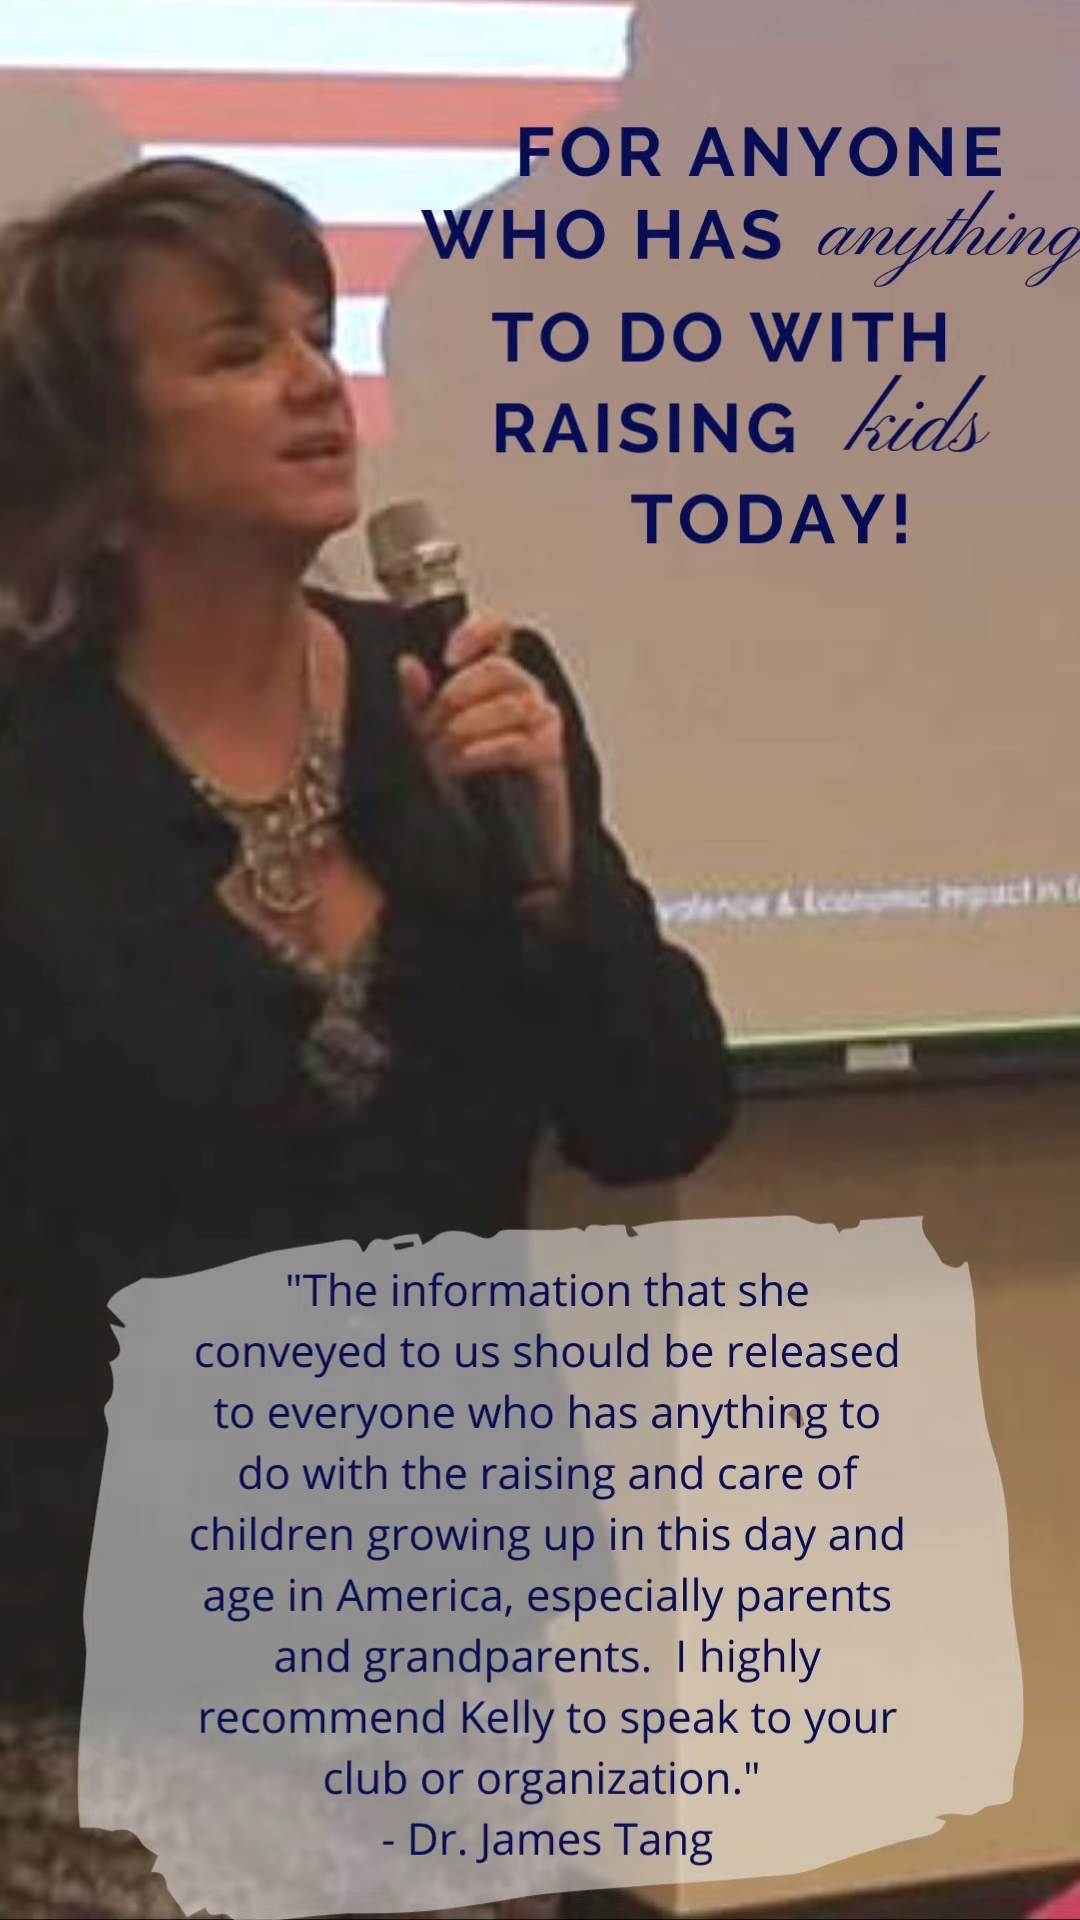 FOR ANYONE
WHO HAS anything
TO DO WITH
RAISING kids
TODAY!
& Economic Impact in
"The information that she
conveyed to us should be released
to everyone who has anything to
do with the raising and care of
children growing up in this day and
age in America, especially parents
and grandparents.  I highly
recommend Kelly to speak to your
club or organization."
- Dr. James Tang